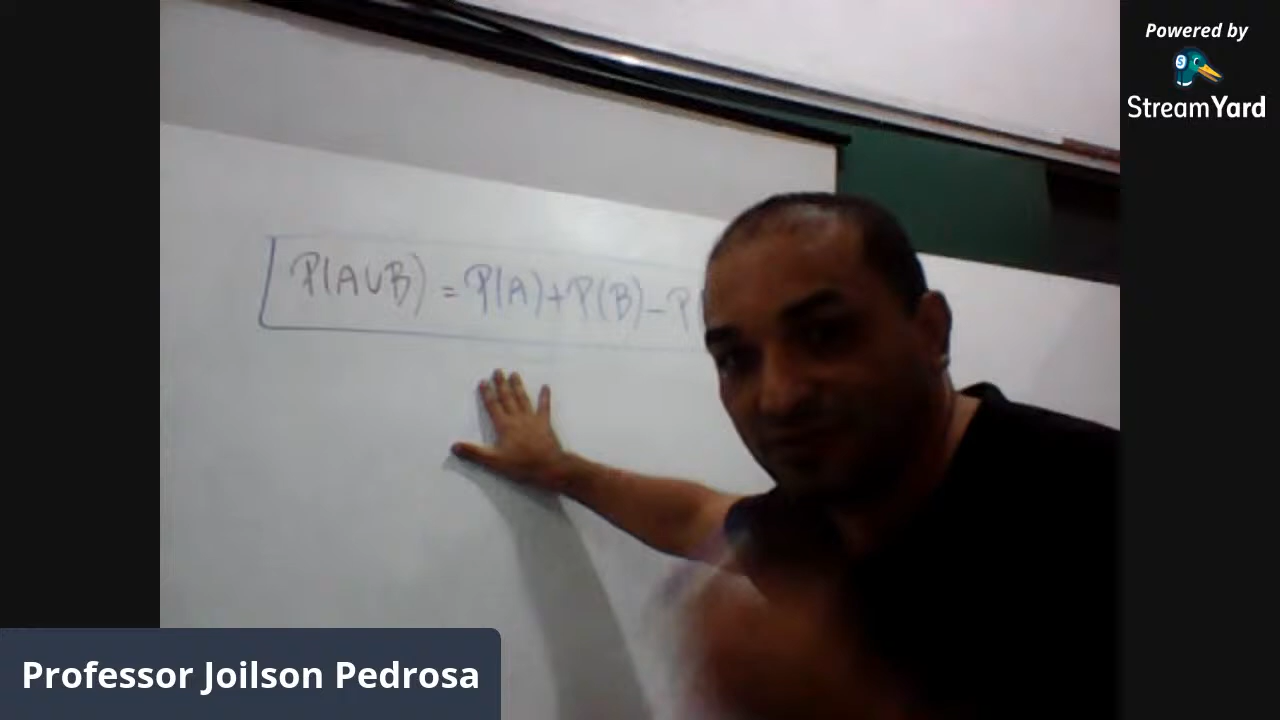 Powered by
StreamYard
P(A∪B) = P(A)+P(B)-P(
Professor Joilson Pedrosa